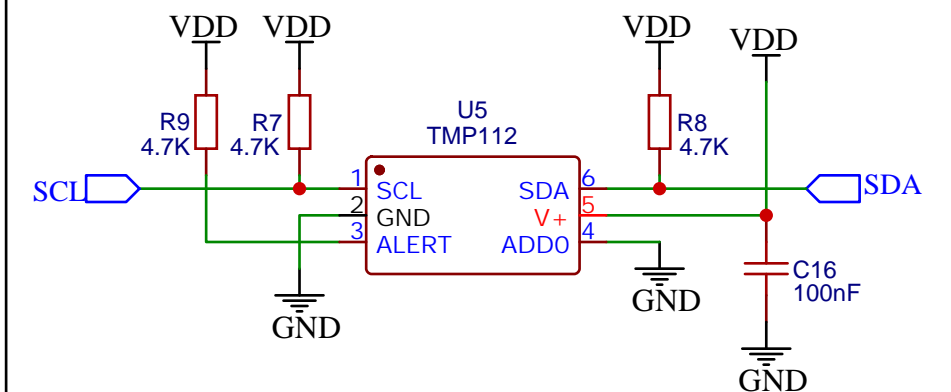 VDD VDD VDD VDD
U5
TMP112
R9 R7 R8
4.7K 4.7K 4.7K
SCL 1 SCL SDA 6 SDA
2 GND V+ 5
3 ALERT ADD0 4
C16
100nF
GND GND
GND